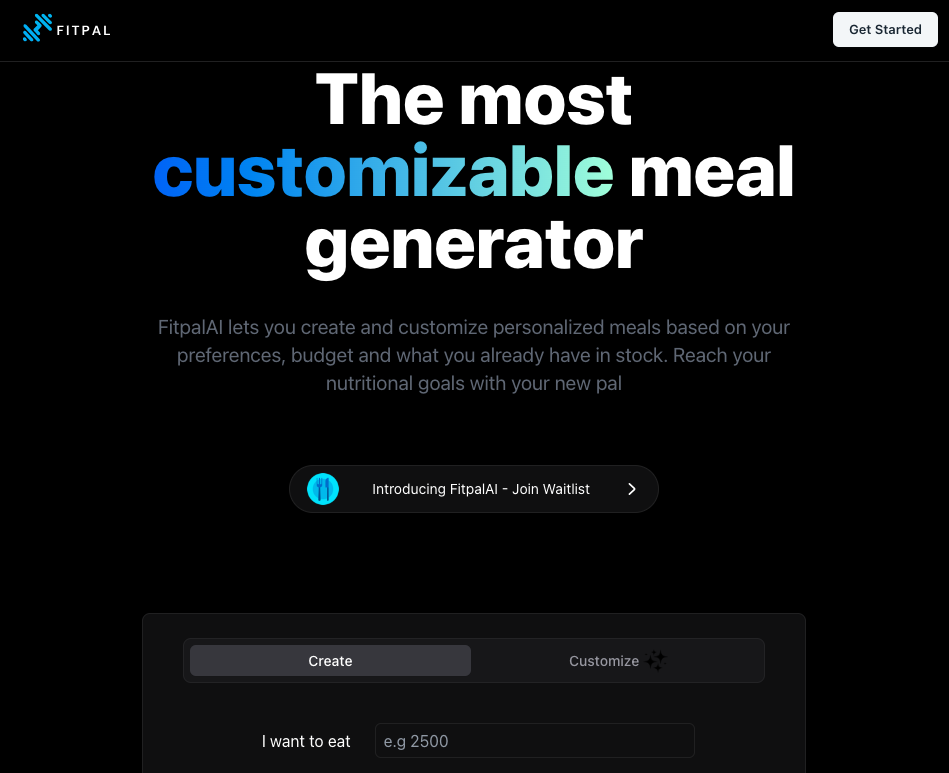 FITPAL
Get Started
The most
customizable meal
generator
FitpalAI lets you create and customize personalized meals based on your
preferences, budget and what you already have in stock. Reach your
nutritional goals with your new pal
Introducing FitpalAI - Join Waitlist
Create
Customize
I want to eat
e.g 2500